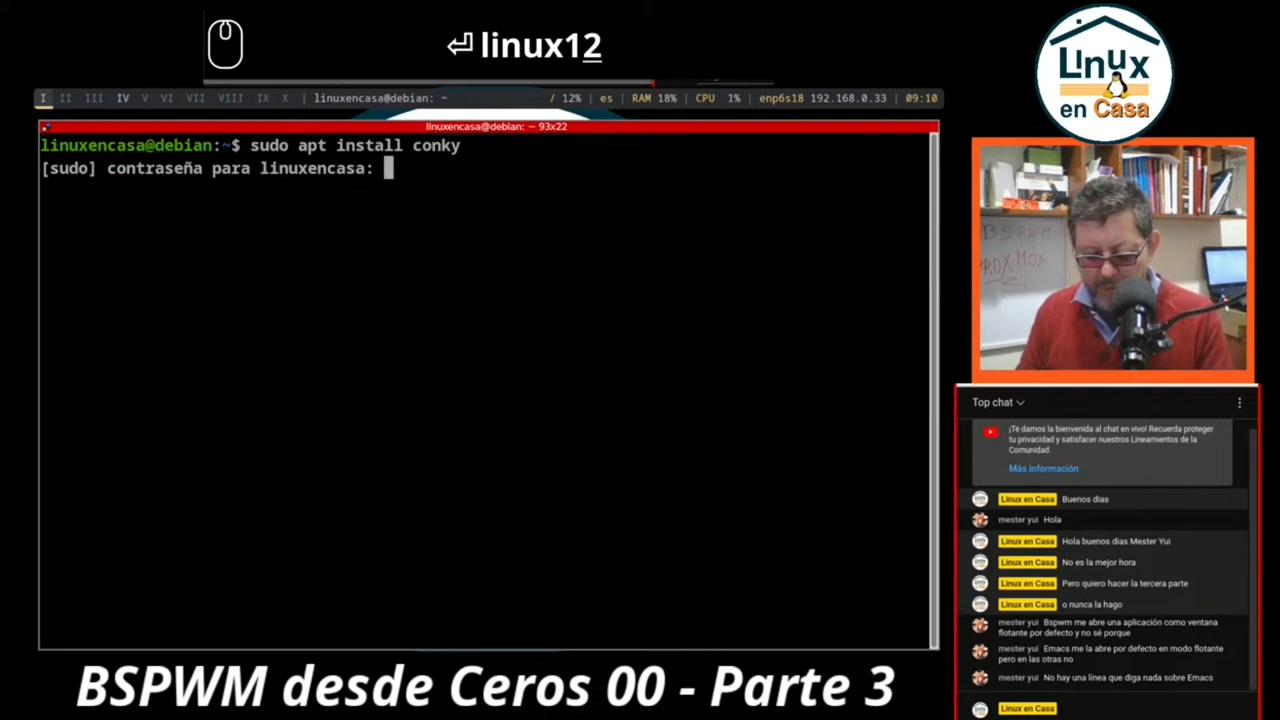 ⏎ linux12
Linux
en Casa
I II III IV V VI VII VIII IX X | linuxencasa@debian: ~ / 12% | es | RAM 18% | CPU 1% | enp6s18 192.168.0.33 | 09:10
linuxencasa@debian: ~ 93x22
linuxencasa@debian:~$ sudo apt install conky
[sudo] contraseña para linuxencasa:
BSPWM
PROXMOX
Top chat
¡Te damos la bienvenida al chat en vivo! Recuerda proteger
tu privacidad y satisfacer nuestros Lineamientos de la
Comunidad.
Más información
Linux en Casa Buenos dias
mester yui Hola
Linux en Casa Hola buenos dias Mester Yui
Linux en Casa No es la mejor hora
Linux en Casa Pero quiero hacer la tercera parte
Linux en Casa o nunca la hago
mester yui Bspwrm me abre una aplicación como ventana
flotante por defecto y no sé porque
mester yui Emacs me la abre por defecto en modo flotante
pero en las otras no
mester yui No hay una línea que diga nada sobre Emacs
Linux en Casa
BSPWM desde Ceros 00 - Parte 3